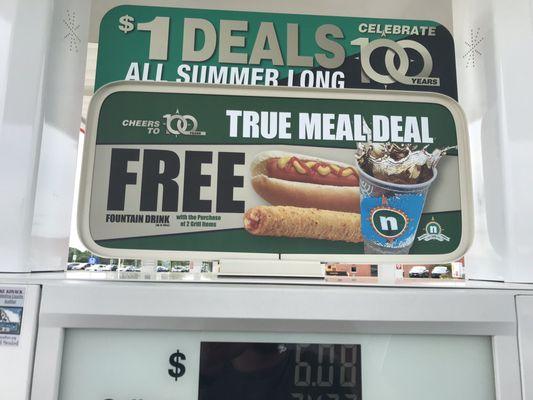 $1 DEALS
ALL SUMMER LONG
CELEBRATE
100
YEARS
CHEERS
TO 100
TRUE MEAL DEAL
FREE
FOUNTAIN DRINK
with the Purchase
of 2 Grill Items
n
$
6.08